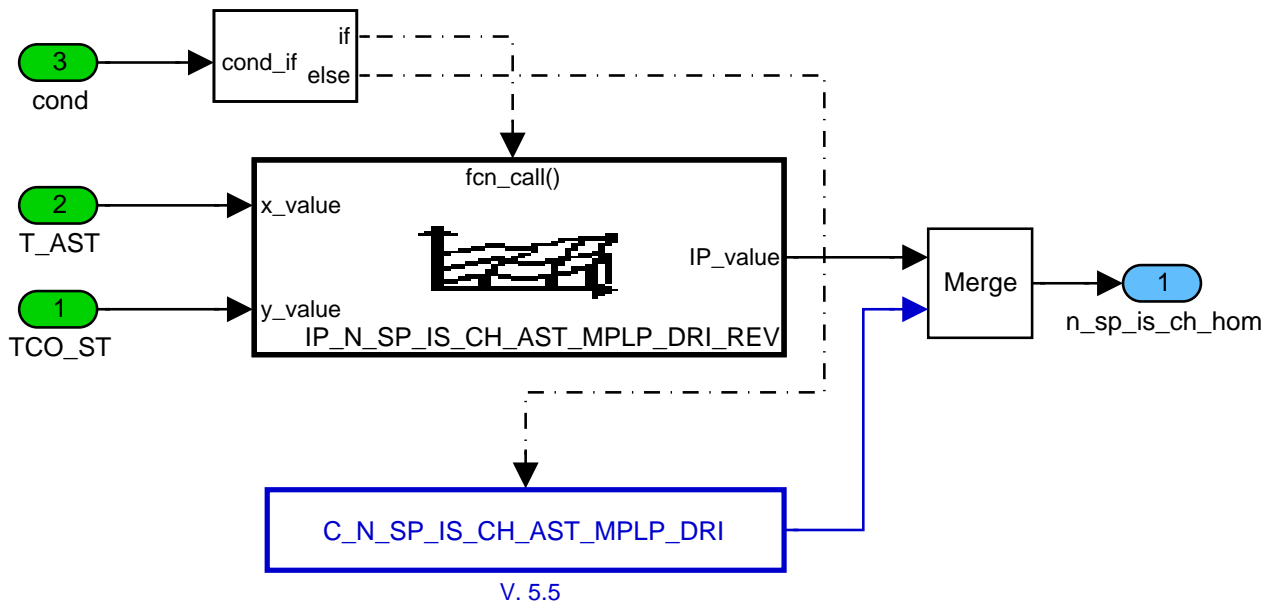 if
3
cond_if
else
cond
fcn_call()
2
x_value
T_AST
IP_value
Merge
1
n_sp_is_ch_hom
1
y_value
TCO_ST
IP_N_SP_IS_CH_AST_MPLP_DRI_REV
C_N_SP_IS_CH_AST_MPLP_DRI
V. 5.5